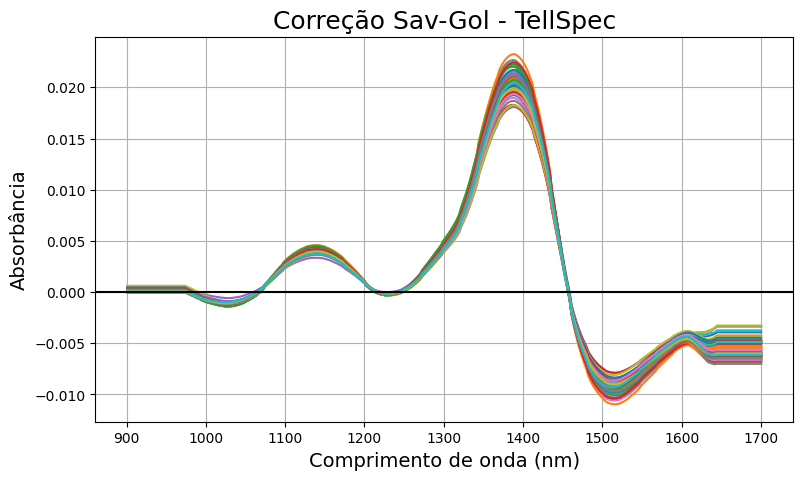 Correção Sav-Gol - TellSpec
Absorbância
0.020
0.015
0.010
0.005
0.000
−0.005
−0.010
900 1000 1100 1200 1300 1400 1500 1600 1700
Comprimento de onda (nm)